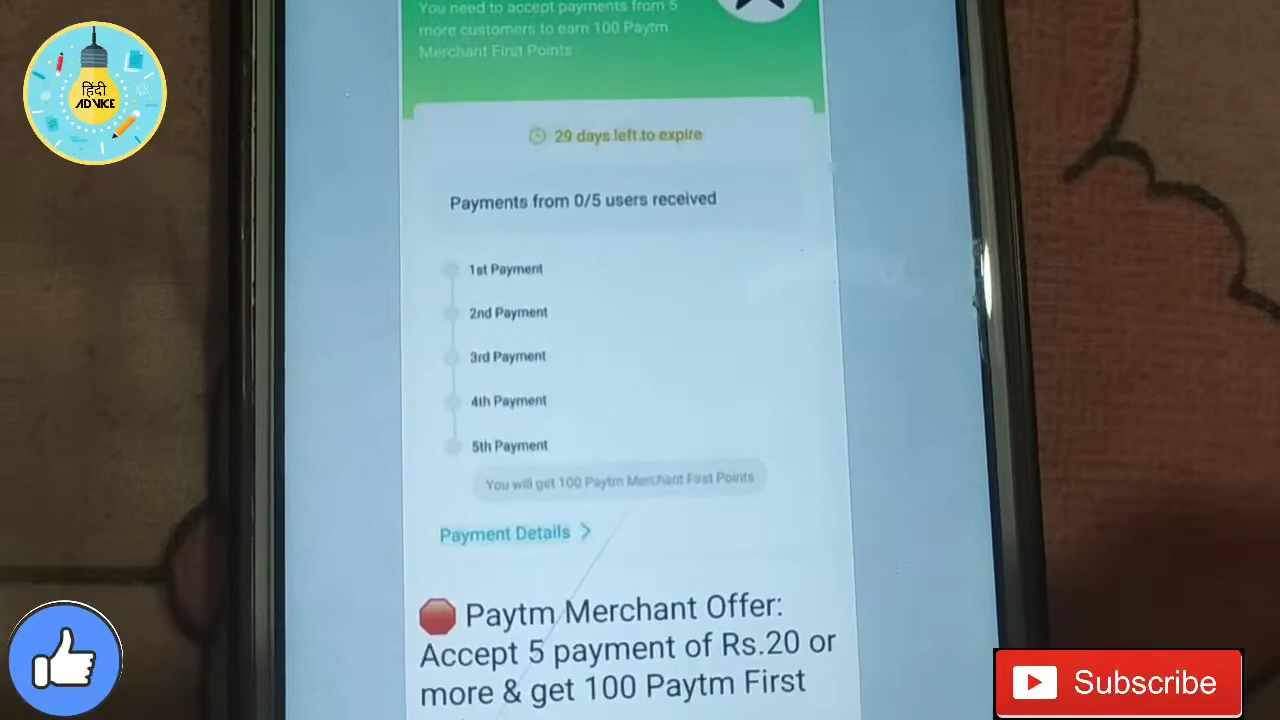 हिंदी
ADVICE
You need to accept payments from 5
more customers to earn 100 Paytm
Merchant First Points
29 days left to expire
Payments from 0/5 users received
1st Payment
2nd Payment
3rd Payment
4th Payment
5th Payment
You will get 100 Paytm Merchant First Points
Payment Details >
Paytm Merchant Offer:
Accept 5 payment of Rs.20 or
more & get 100 Paytm First
Subscribe